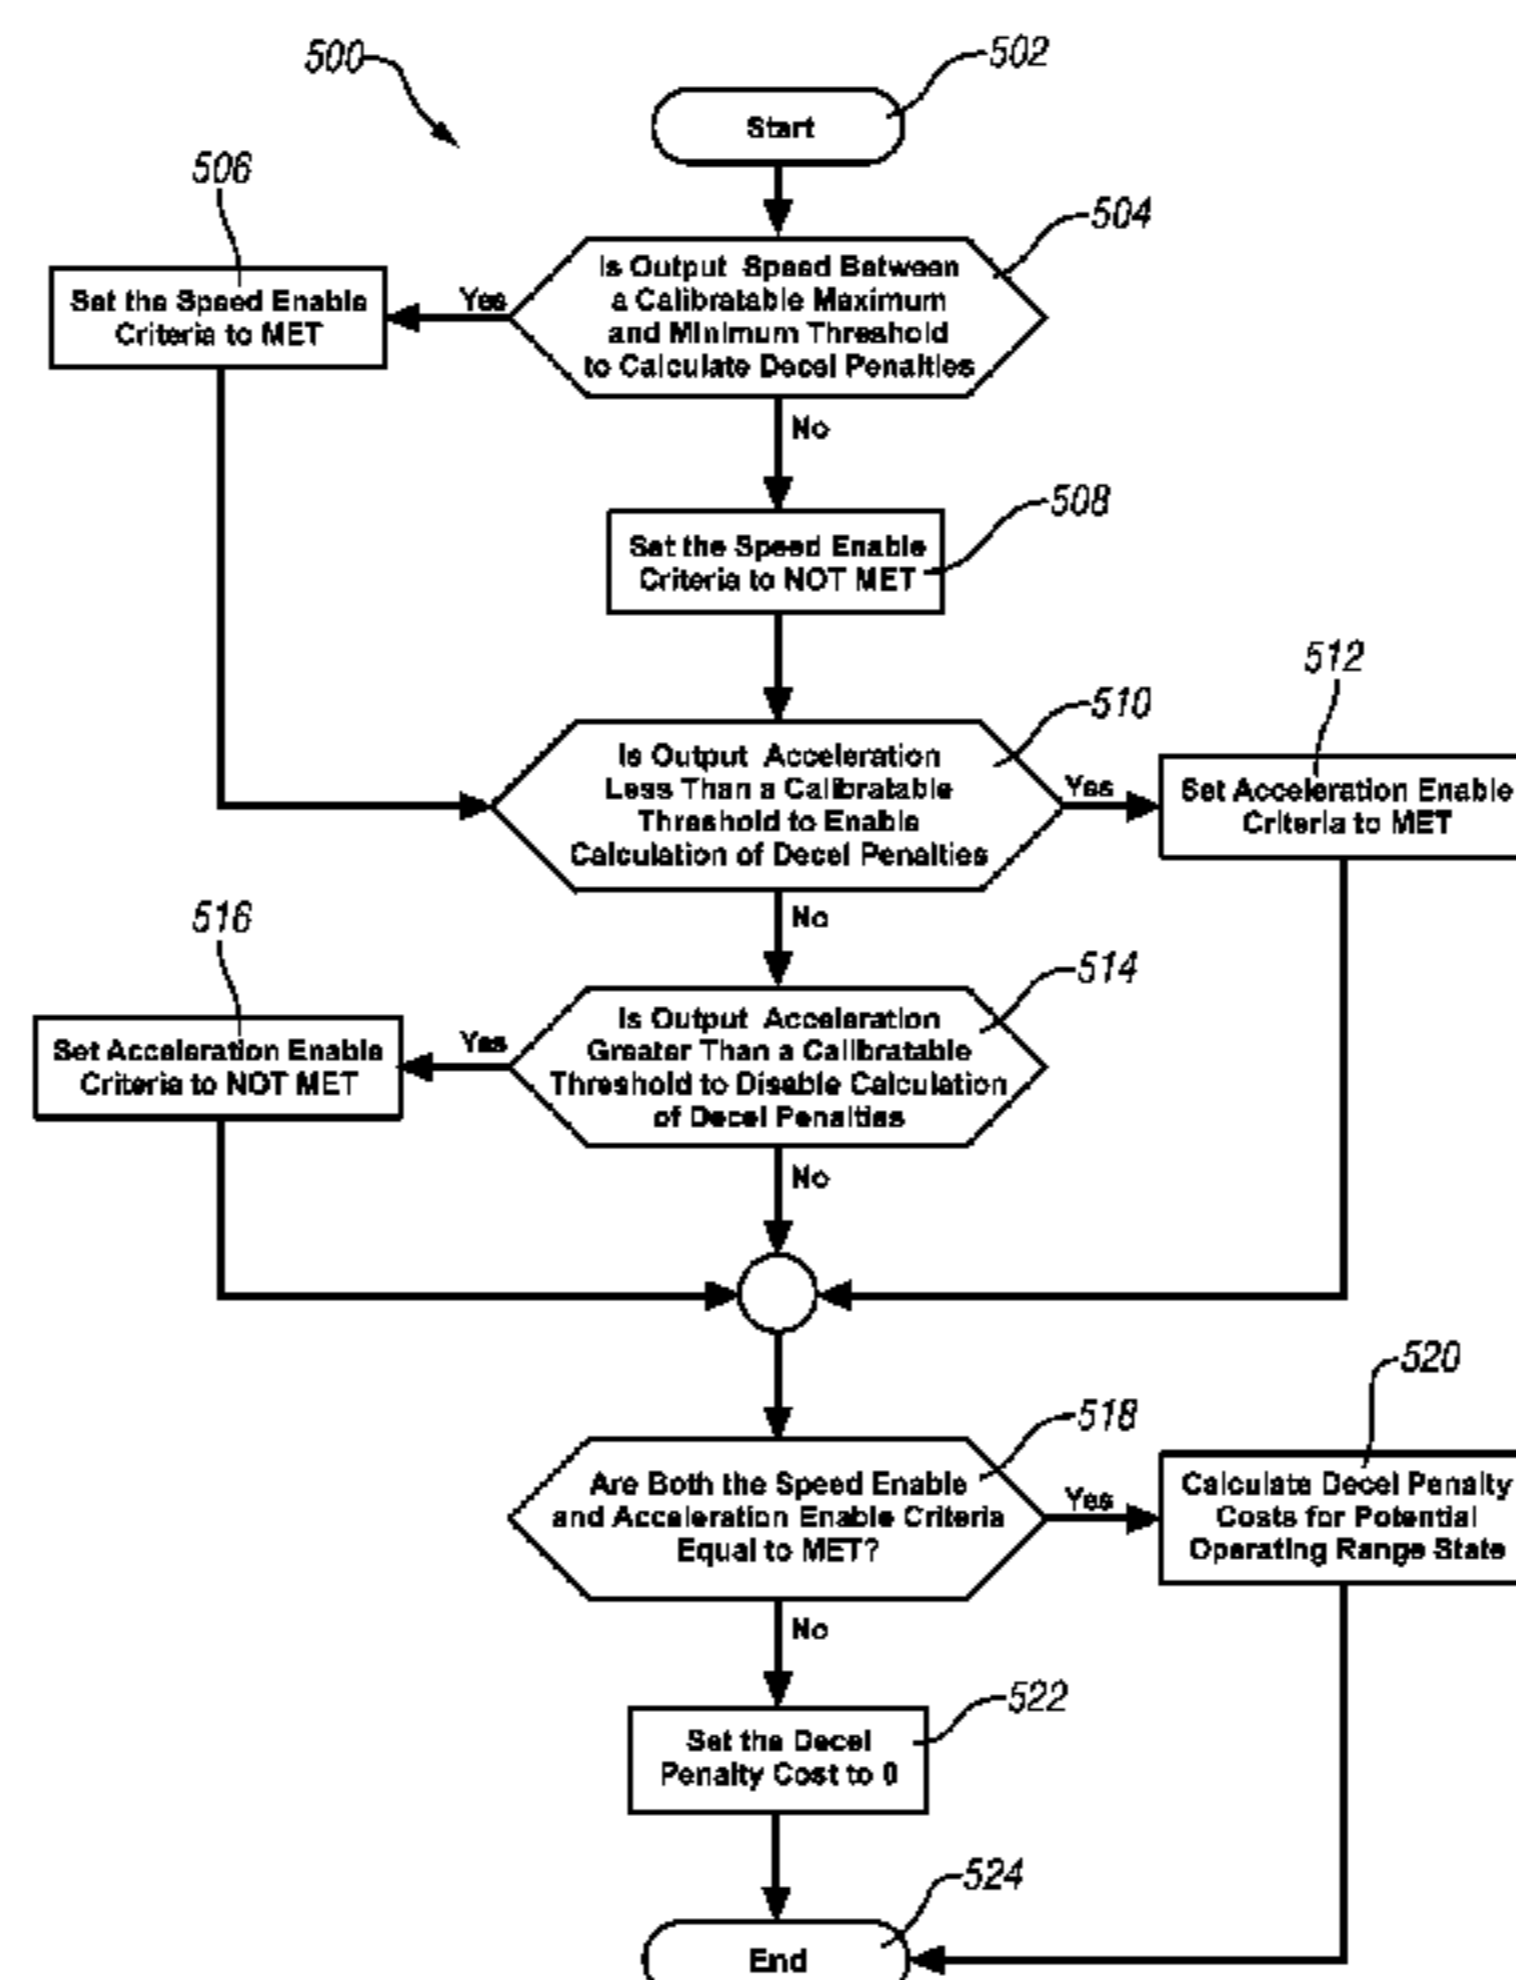 500
502
Start
506
504
Set the Speed Enable
Criteria to MET
Yes
Is Output Speed Between
a Calibratable Maximum
and Minimum Threshold
to Calculate Decel Penalties
No
508
Set the Speed Enable
Criteria to NOT MET
512
510
Is Output Acceleration
Less Than a Calibratable
Threshold to Enable
Calculation of Decel Penalties
Yes
Set Acceleration Enable
Criteria to MET
No
516
514
Set Acceleration Enable
Criteria to NOT MET
Yes
Is Output Acceleration
Greater Than a Calibratable
Threshold to Disable Calculation
of Decel Penalties
No
520
518
Are Both the Speed Enable
and Acceleration Enable Criteria
Equal to MET?
Yes
Calculate Decel Penalty
Costs for Potential
Operating Range State
No
522
Set the Decel
Penalty Cost to 0
524
End